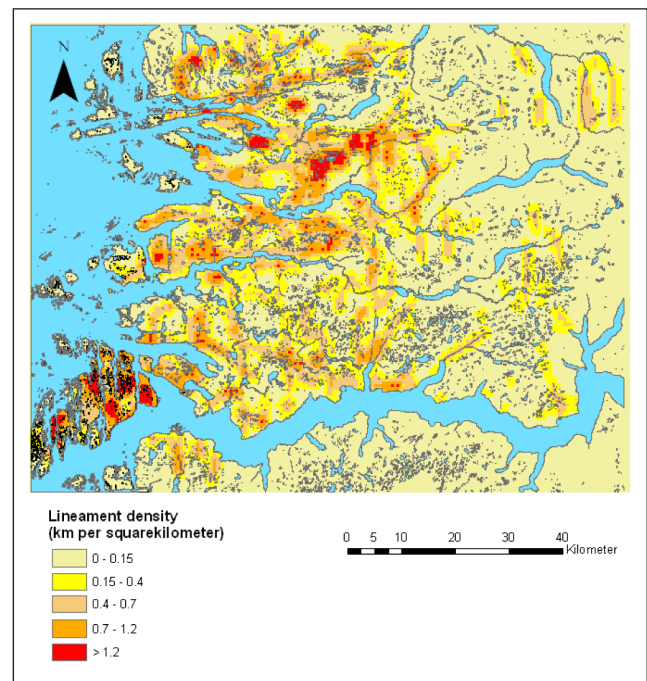 N
Lineament density
(km per squarekilometer)
0 - 0.15
0.15 - 0.4
0.4 - 0.7
0.7 - 1.2
> 1.2
0 5 10 20 30 40
Kilometer